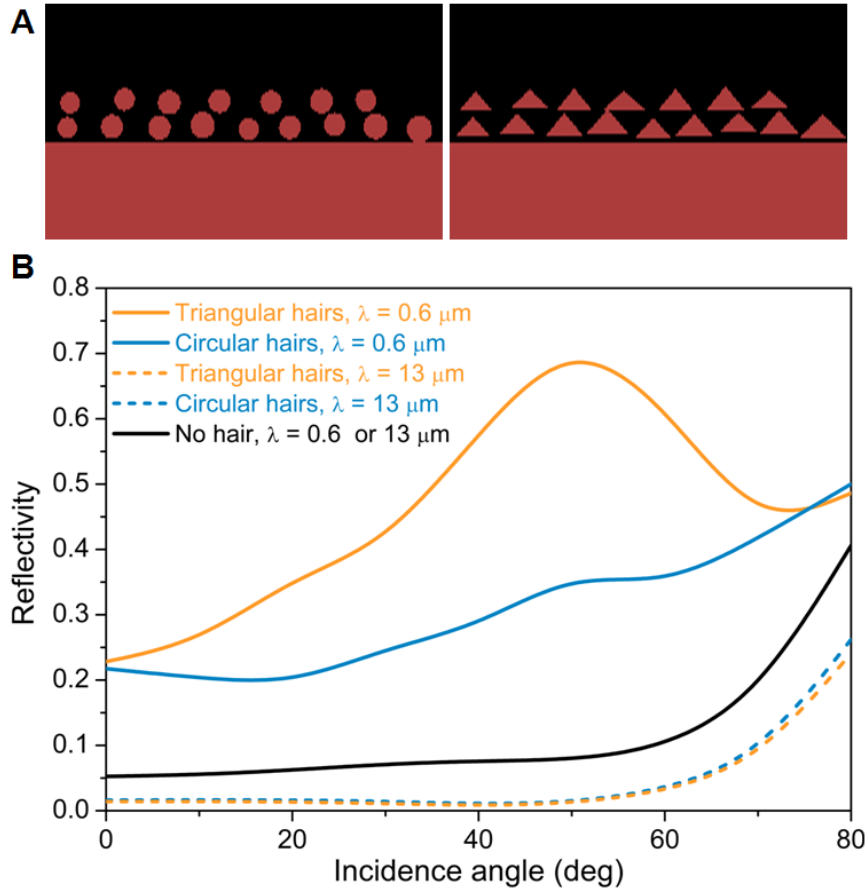 A
B
0.8
0.7
0.6
0.5
0.4
0.3
0.2
0.1
0.0
Reflectivity
Triangular hairs, λ = 0.6 μm
Circular hairs, λ = 0.6 μm
Triangular hairs, λ = 13 μm
Circular hairs, λ = 13 μm
No hair, λ = 0.6 or 13 μm
0 20 40 60 80
Incidence angle (deg)